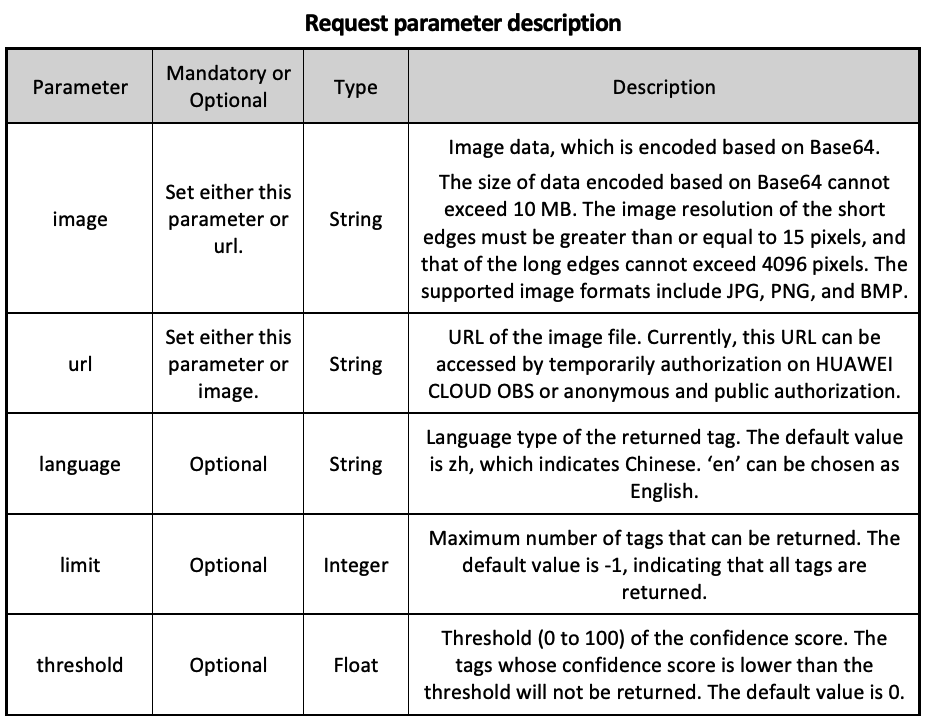 Request parameter description
Parameter
Mandatory or
Optional
Type
Description
image
Set either this
parameter or
url.
String
Image data, which is encoded based on Base64.
The size of data encoded based on Base64 cannot
exceed 10 MB. The image resolution of the short
edges must be greater than or equal to 15 pixels, and
that of the long edges cannot exceed 4096 pixels. The
supported image formats include JPG, PNG, and BMP.
url
Set either this
parameter or
image.
String
URL of the image file. Currently, this URL can be
accessed by temporarily authorization on HUAWEI
CLOUD OBS or anonymous and public authorization.
language
Optional
String
Language type of the returned tag. The default value
is zh, which indicates Chinese. ‘en’ can be chosen as
English.
limit
Optional
Integer
Maximum number of tags that can be returned. The
default value is -1, indicating that all tags are
returned.
threshold
Optional
Float
Threshold (0 to 100) of the confidence score. The
tags whose confidence score is lower than the
threshold will not be returned. The default value is 0.